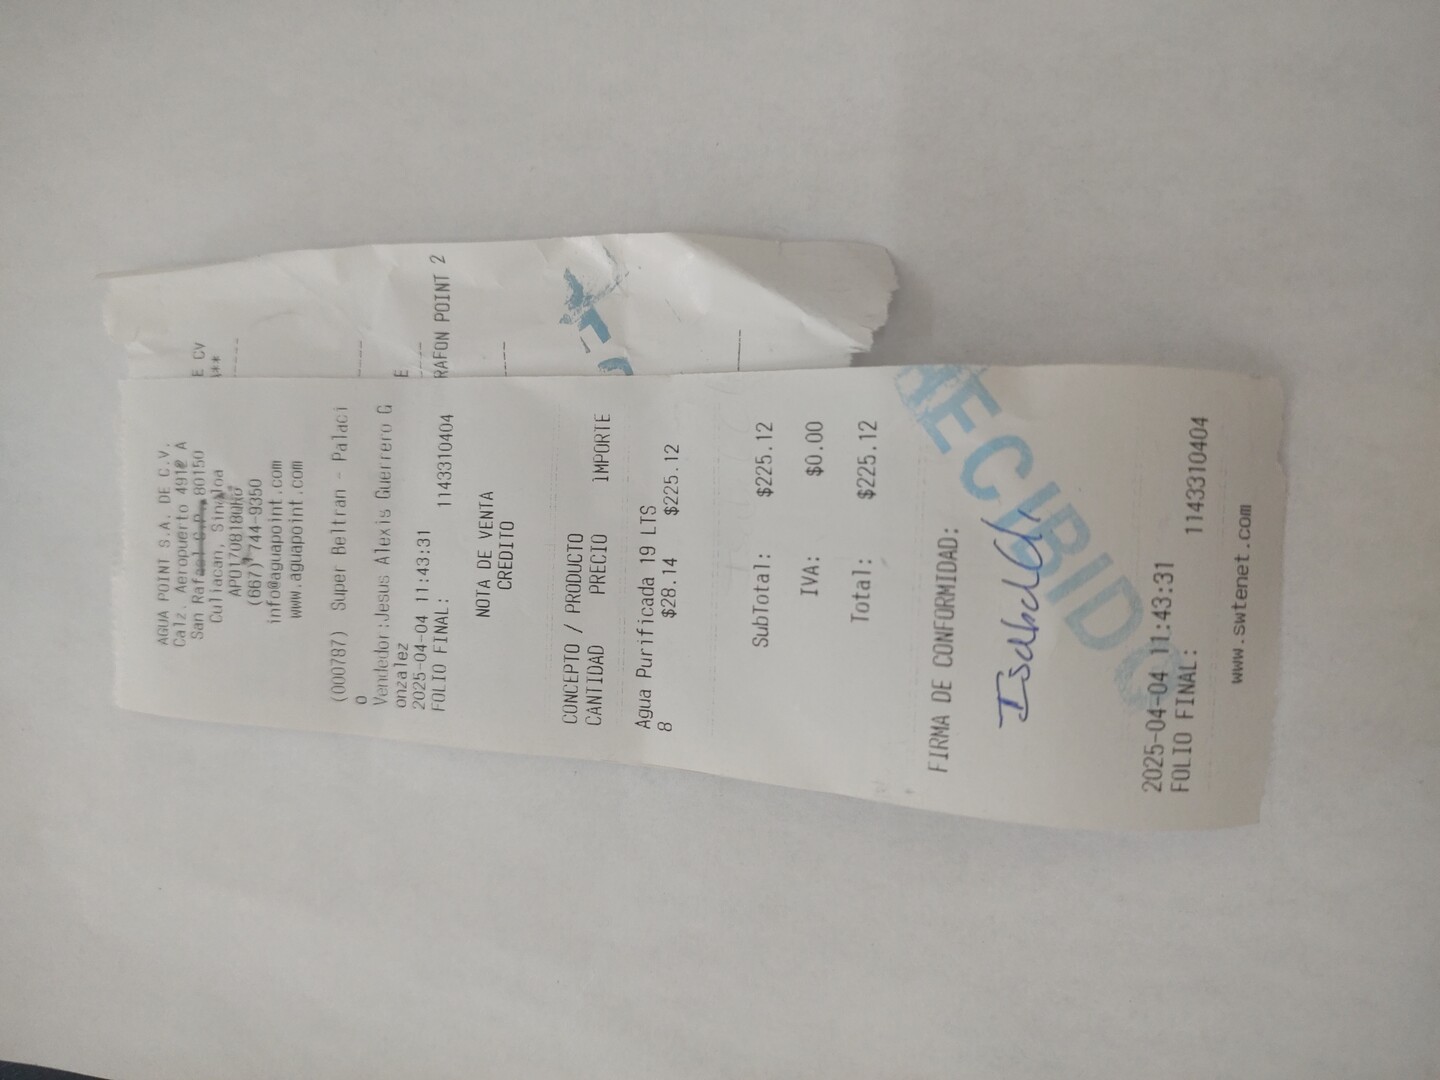 AGUA POINT S.A. DE C.V.
Calz. Aeropuerto 4912 A
San Rafael C.P. 80150
Culiacan, Sinaloa
(667) 744-9350
info@aguapoint.com
www.aguapoint.com
(000787) Super Beltran - Palaci
o
Vendedor:Jesus Alexis Guerrero G
onzalez
2025-04-04 11:43:31
FOLIO FINAL: 1143310404
NOTA DE VENTA
CREDITO
CONCEPTO / PRODUCTO
CANTIDAD PRECIO IMPORTE
Agua Purificada 19 LTS
8 $28.14 $225.12
SubTotal: $225.12
IVA: $0.00
Total: $225.12
FIRMA DE CONFORMIDAD:
RECIBIDO
2025-04-04 11:43:31
FOLIO FINAL: 1143310404
www.swtenet.com
E CV
**
E
RAFON POINT 2